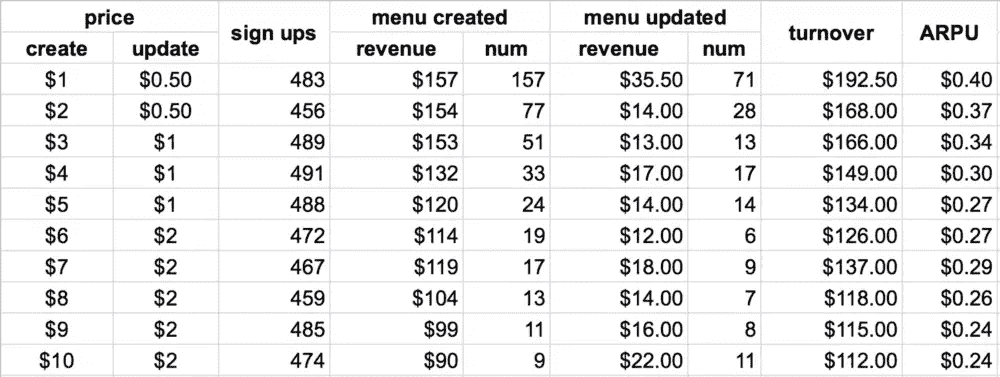 price sign ups menu created menu updated turnover ARPU
create update revenue num revenue num
$1 $0.50 483 $157 157 $35.50 71 $192.50 $0.40
$2 $0.50 456 $154 77 $14.00 28 $168.00 $0.37
$3 $1 489 $153 51 $13.00 13 $166.00 $0.34
$4 $1 491 $132 33 $17.00 17 $149.00 $0.30
$5 $1 488 $120 24 $14.00 14 $134.00 $0.27
$6 $2 472 $114 19 $12.00 6 $126.00 $0.27
$7 $2 467 $119 17 $18.00 9 $137.00 $0.29
$8 $2 459 $104 13 $14.00 7 $118.00 $0.26
$9 $2 485 $99 11 $16.00 8 $115.00 $0.24
$10 $2 474 $90 9 $22.00 11 $112.00 $0.24